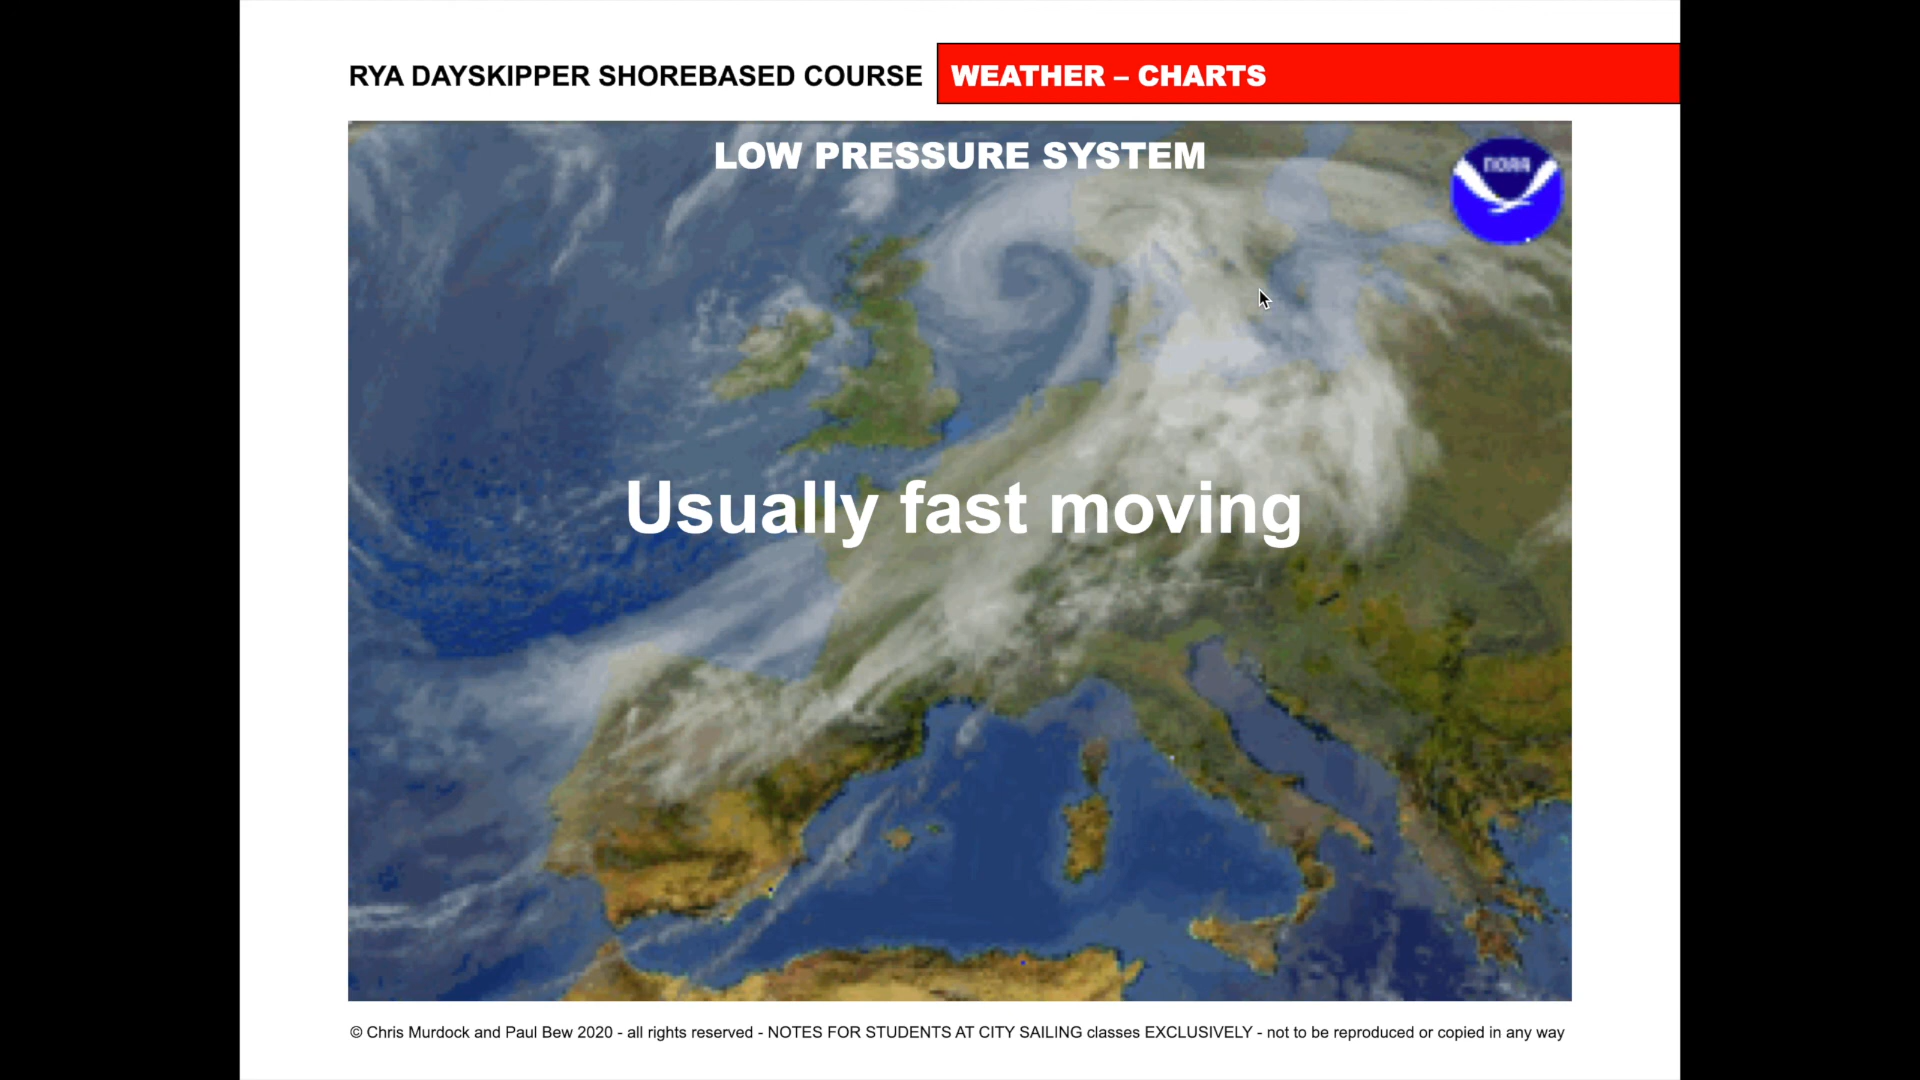 RYA DAYSKIPPER SHOREBASED COURSE
WEATHER – CHARTS
LOW PRESSURE SYSTEM
noaa
Usually fast moving
© Chris Murdock and Paul Bew 2020 - all rights reserved - NOTES FOR STUDENTS AT CITY SAILING classes EXCLUSIVELY - not to be reproduced or copied in any way